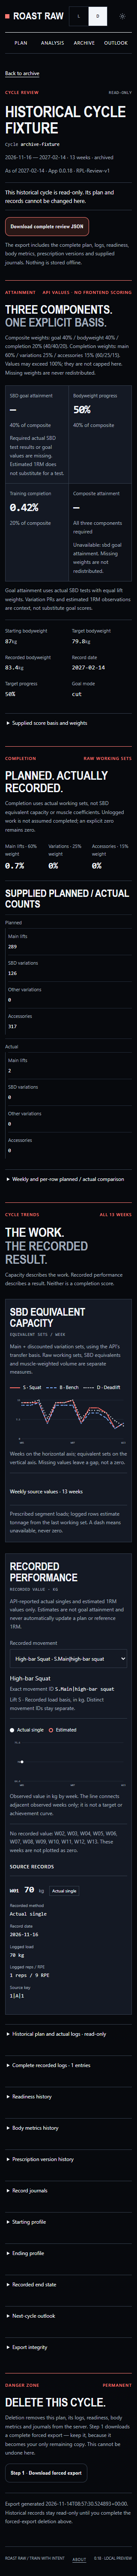 ROAST RAW
L
B
PLAN
ANALYSIS
ARCHIVE
OUTLOOK
Back to archive
CYCLE REVIEW
READ-ONLY
HISTORICAL CYCLE
FIXTURE
Cycle archive-fixture
2026-11-16 — 2027-02-14 · 13 weeks · archived
As of 2027-02-14 · App 0.0.18 · RPL-Review-v1
This historical cycle is read-only. Its plan and
records cannot be changed here.
Download complete review JSON
The export includes the complete plan, logs, readiness,
body metrics, prescription versions and supplied
journals. Nothing is stored offline.
ATTAINMENT
API VALUES · NO FRONTEND SCORING
THREE COMPONENTS.
ONE EXPLICIT BASIS.
Composite weights: goal 40% / bodyweight 40% /
completion 20% (40/40/20). Completion weights: main
60% / variations 25% / accessories 15% (60/25/15).
Values may exceed 100%; they are not capped here.
Missing weights are never redistributed.
SBD goal attainment
—
40% of composite
Required actual SBD
test results or goal
values are missing.
Estimated 1RM does
not substitute for a test.
Bodyweight progress
50%
40% of composite
Training completion
0.42%
20% of composite
Composite attainment
—
All three components
required
Unavailable: sbd goal
attainment. Missing
weights are not
redistributed.
Goal attainment uses actual SBD tests with equal lift
weights. Variation PRs and estimated 1RM observations
are context, not substitute goal scores.
Starting bodyweight
87kg
Target bodyweight
79.8kg
Recorded bodyweight
83.4kg
Record date
2027-02-14
Target progress
50%
Goal mode
cut
Supplied score basis and weights
COMPLETION
RAW WORKING SETS
PLANNED. ACTUALLY
RECORDED.
Completion uses actual working sets, not SBD
equivalent capacity or muscle coefficients. Unlogged
work is not assumed completed; an explicit zero
remains zero.
Main lifts · 60%
weight
0.7%
Variations · 25%
weight
0%
Accessories · 15%
weight
0%
SUPPLIED PLANNED / ACTUAL
COUNTS
Planned
Main lifts
289
SBD variations
126
Other variations
0
Accessories
317
Actual
Main lifts
2
SBD variations
0
Other variations
0
Accessories
0
Weekly and per-row planned / actual comparison
CYCLE TRENDS
ALL 13 WEEKS
THE WORK.
THE RECORDED
RESULT.
Capacity describes the work. Recorded performance
describes a result. Neither is a completion score.
SBD EQUIVALENT
CAPACITY
EQUIVALENT SETS / WEEK
Main + discounted variation sets, using the API's
transfer basis. Raw working sets, SBD equivalents
and muscle-weighted volume are separate
measures.
S · Squat
B · Bench
D · Deadlift
Weeks on the horizontal axis; equivalent sets on the
vertical. Missing values leave a gap, not a zero.
Weekly source values · 13 weeks
Prescribed segment loads; logged rows estimate
tonnage from the last working set. A dash means
unavailable, never zero.
RECORDED
PERFORMANCE
RECORDED VALUE · KG
API-reported actual singles and estimated 1RM
values only. Estimates are not goal attainment and
never automatically update a plan or reference
1RM.
Recorded movement
High-bar Squat · S.Main|high-bar squat
High-bar Squat
Exact movement ID S.Main|high-bar squat
Lift S · Recorded load basis, in kg. Distinct
movement IDs stay separate.
Actual single
Estimated
Observed value in kg by week. The line connects
adjacent observed weeks only; it is not a target or
achievement curve.
No recorded value: W02, W03, W04, W05, W06,
W07, W08, W09, W10, W11, W12, W13. These
weeks are not plotted as zero.
SOURCE RECORDS
W01 70 kg Actual single
Recorded method
Actual single
Record date
2026-11-16
Logged load
70 kg
Logged reps / RPE
1 reps / 9 RPE
Source key
1|A|1
Historical plan and actual logs · read-only
Complete recorded logs · 1 entries
Readiness history
Body metrics history
Prescription version history
Record journals
Starting profile
Ending profile
Recorded end state
Next-cycle outlook
Export integrity
DANGER ZONE
PERMANENT
DELETE THIS CYCLE.
Deletion removes this plan, its logs, readiness, body
metrics and journals from the server. Step 1 downloads
a complete forced export — keep it, because it
becomes your only remaining copy. This cannot be
undone here.
Step 1 · Download forced export
Historical records stay read-only until you complete the
forced-export deletion above.
ROAST RAW / TRAIN WITH INTENT
ABOUT
0.18 · LOCAL PREVIEW